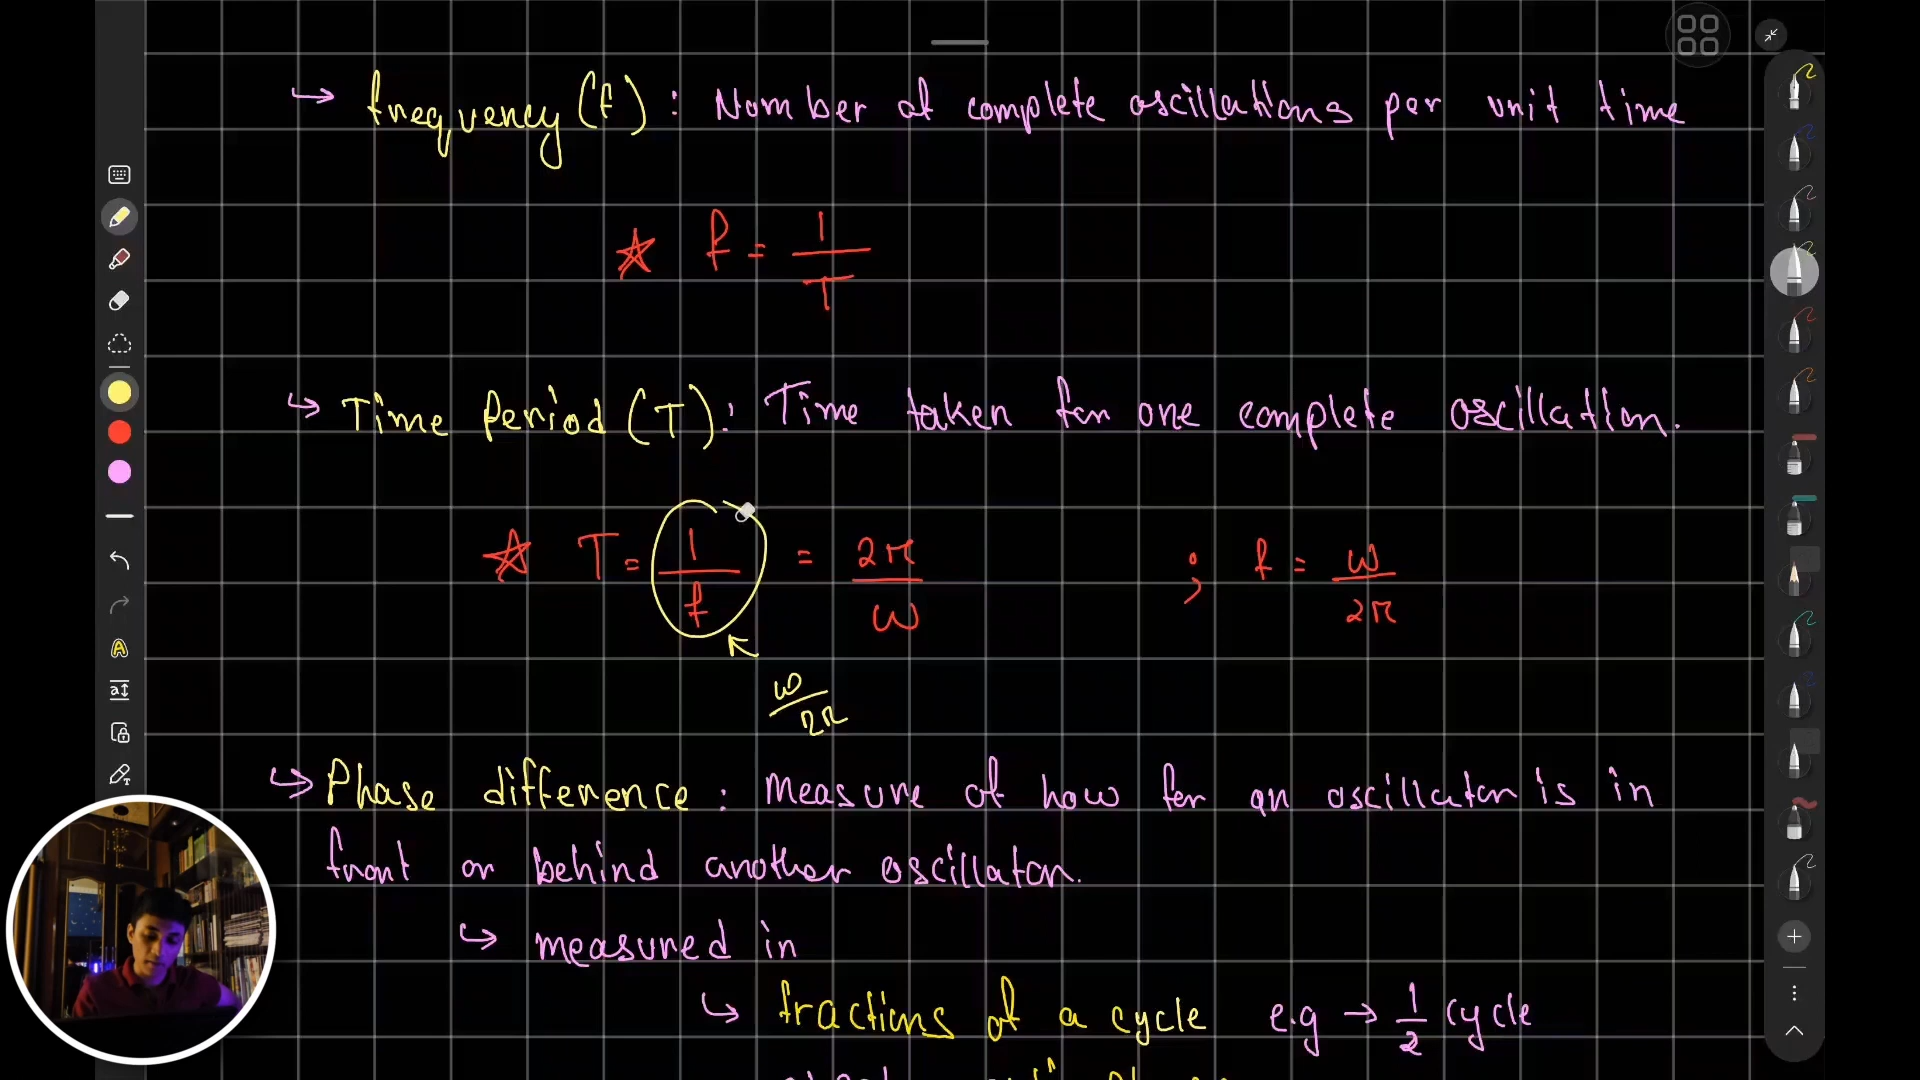 ↪ frequency (f) : Number of complete oscillations per unit time
☆ f = 1/T
↪ Time Period (T) : Time taken for one complete oscillation.
☆ T = 1/f = 2π/ω ; f = ω/2π
ω/2π
↪ Phase difference : measure of how far an oscillator is in
front or behind another oscillator.
↪ measured in
↪ fractions of a cycle e.g → 1/2 cycle